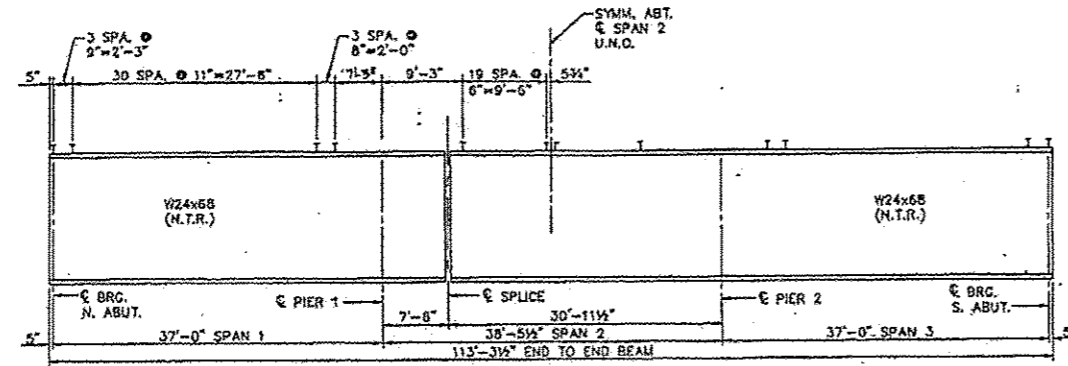 3 SPA. @
9"=2'-3"
3 SPA. @
8"=2'-0"
SYMM. ABT.
℄ SPAN 2
U.N.O.
5"
30 SPA. @ 11"=27'-6"
9'-3"
19 SPA. @
6"=9'-6"
5¾"
W24x68
(N.T.R.)
W24x68
(N.T.R.)
℄ BRG.
N. ABUT.
℄ PIER 1
℄ SPLICE
℄ PIER 2
℄ BRG.
S. ABUT.
7'-6"
30'-11½"
5"
37'-0" SPAN 1
38'-5½" SPAN 2
37'-0" SPAN 3
5"
113'-3½" END TO END BEAM